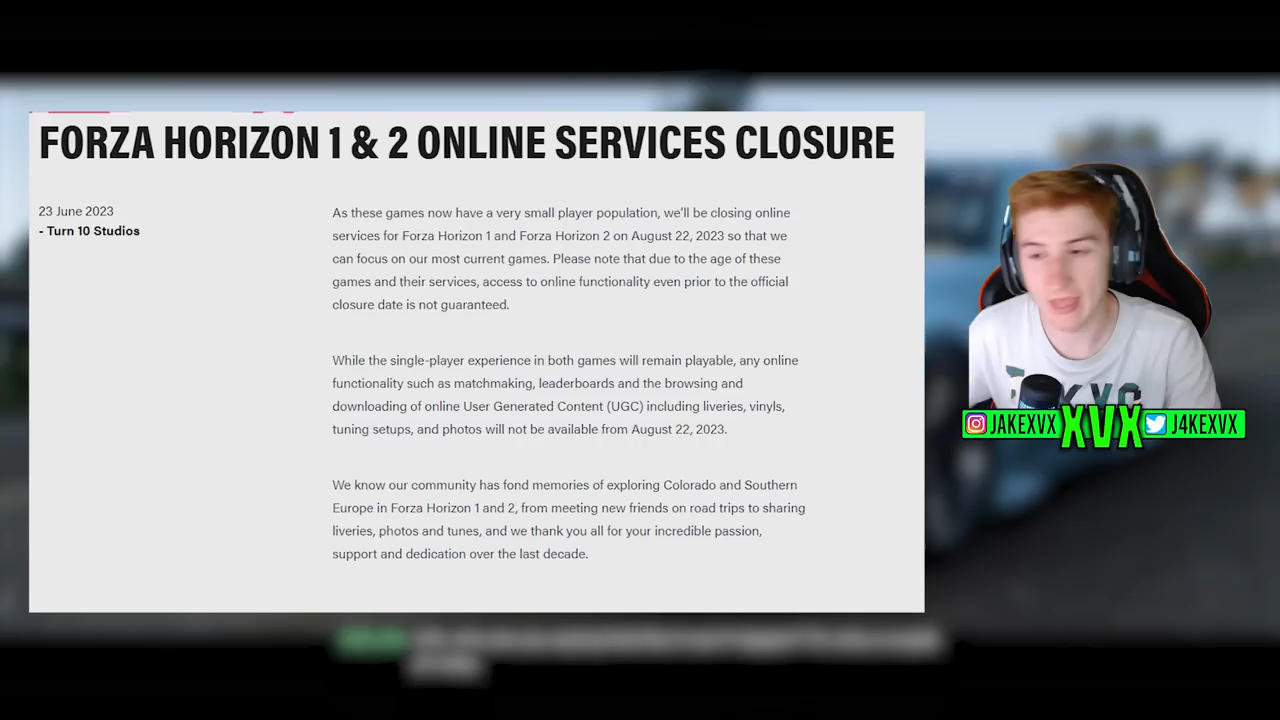 FORZA HORIZON 1 & 2 ONLINE SERVICES CLOSURE
23 June 2023
- Turn 10 Studios
As these games now have a very small player population, we'll be closing online
services for Forza Horizon 1 and Forza Horizon 2 on August 22, 2023 so that we
can focus on our most current games. Please note that due to the age of these
games and their services, access to online functionality even prior to the official
closure date is not guaranteed.
While the single-player experience in both games will remain playable, any online
functionality such as matchmaking, leaderboards and the browsing and
downloading of online User Generated Content (UGC) including liveries, vinyls,
tuning setups, and photos will not be available from August 22, 2023.
We know our community has fond memories of exploring Colorado and Southern
Europe in Forza Horizon 1 and 2, from meeting new friends on road trips to sharing
liveries, photos and tunes, and we thank you all for your incredible passion,
support and dedication over the last decade.
JAKEXVX XVX J4KEXVX